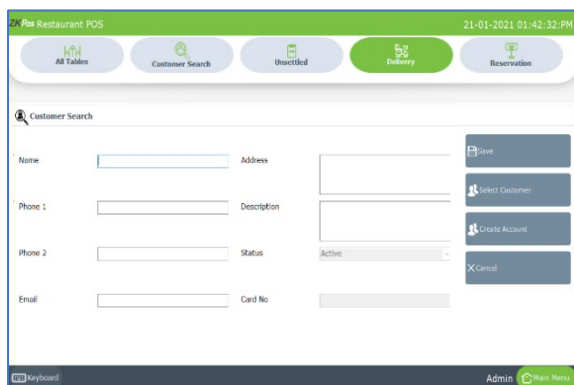 ZKPos Restaurant POS 21-01-2021 01:42:32:PM
All Tables Customer Search Unsettled Delivery Reservation
Customer Search
Name Address Save
Select Customer
Phone 1 Description
Create Account
Phone 2 Status Active
Cancel
Email Card No
Keyboard Admin Main Menu